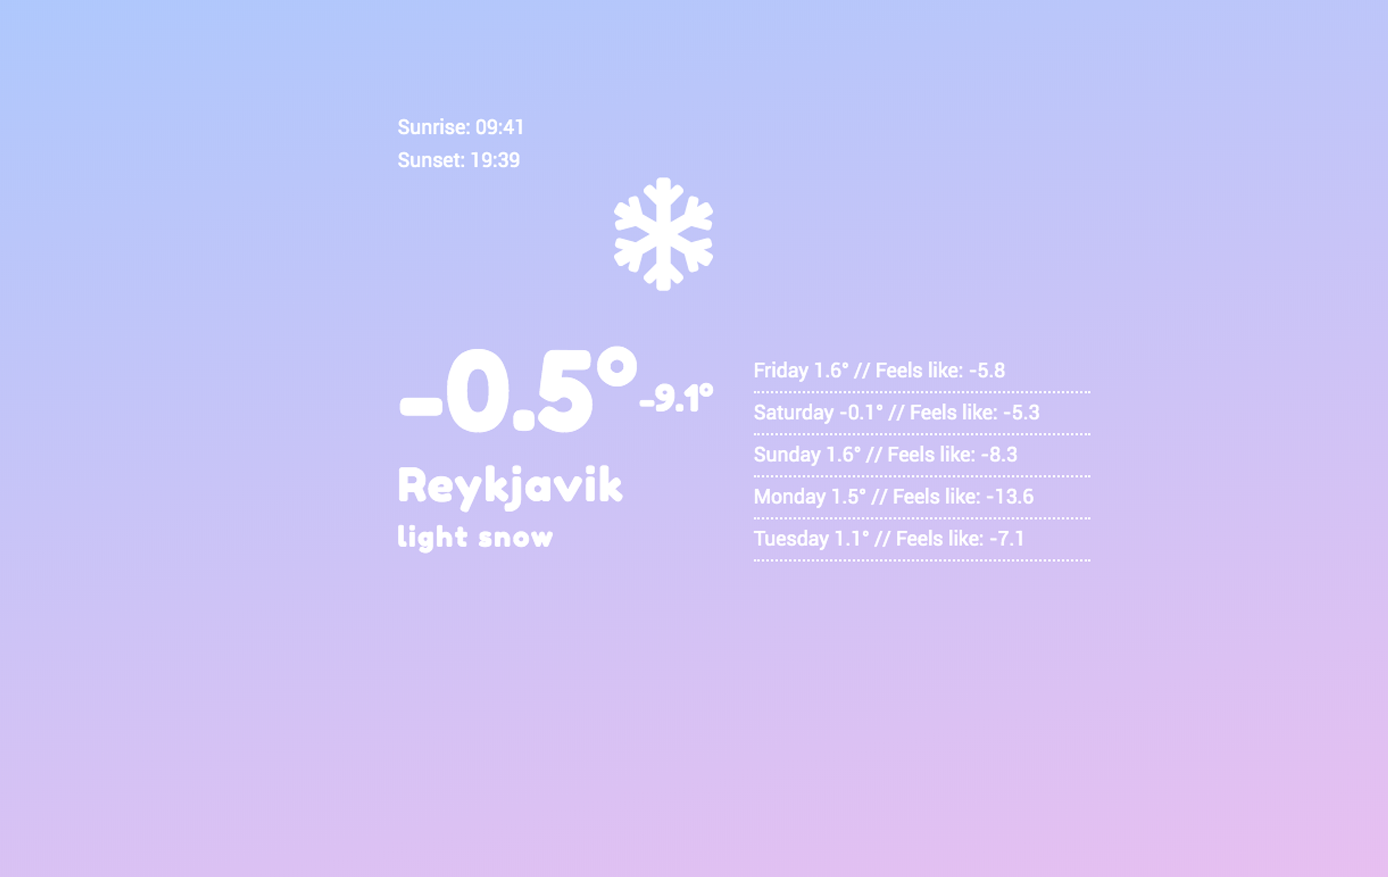 Sunrise: 09:41
Sunset: 19:39
-0.5° -9.1°
Reykjavik
light snow
Friday 1.6° // Feels like: -5.8
Saturday -0.1° // Feels like: -5.3
Sunday 1.6° // Feels like: -8.3
Monday 1.5° // Feels like: -13.6
Tuesday 1.1° // Feels like: -7.1